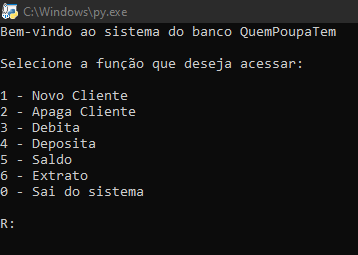 C:\Windows\py.exe
Bem-vindo ao sistema do banco QuemPoupaTem
Selecione a função que deseja acessar:
1 - Novo Cliente
2 - Apaga Cliente
3 - Debita
4 - Deposita
5 - Saldo
6 - Extrato
0 - Sai do sistema
R: